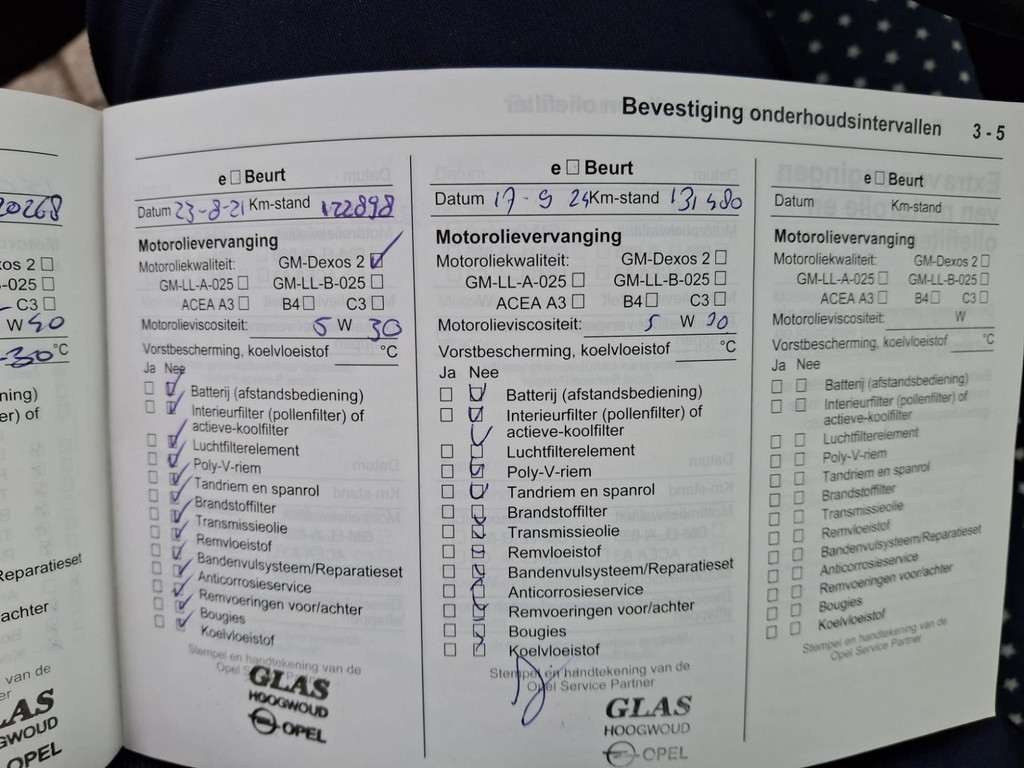 Bevestiging onderhoudsintervallen 3 - 5
20268
exos 2 □
-025 □
C3 □
W 40
°C
ning)
er) of
Reparatieset
achter
van de
er
LAS
OGWOUD
OPEL
e □ Beurt
Datum 23-8-21 Km-stand 122898
Motorolievervanging
Motoroliekwaliteit: GM-Dexos 2 ☑
GM-LL-A-025 □ GM-LL-B-025 □
ACEA A3 □ B4 □ C3 □
Motorolieviscositeit: 5 W 30
Vorstbescherming, koelvloeistof °C
Ja Nee
□ ☑ Batterij (afstandsbediening)
□ ☑ Interieurfilter (pollenfilter) of
actieve-koolfilter
□ ☑ Luchtfilterelement
□ ☑ Poly-V-riem
□ ☑ Tandriem en spanrol
□ ☑ Brandstoffilter
□ ☑ Transmissieolie
□ ☑ Remvloeistof
□ ☑ Bandenvulsysteem/Reparatieset
□ ☑ Anticorrosieservice
□ ☑ Remvoeringen voor/achter
□ ☑ Bougies
□ ☑ Koelvloeistof
Stempel en handtekening van de
Opel Service Partner
GLAS
HOOGWOUD
OPEL
e □ Beurt
Datum 17-9 24 Km-stand 131480
Motorolievervanging
Motoroliekwaliteit: GM-Dexos 2 □
GM-LL-A-025 □ GM-LL-B-025 □
ACEA A3 □ B4 □ C3 □
Motorolieviscositeit: 5 W 30
Vorstbescherming, koelvloeistof °C
Ja Nee
□ ☑ Batterij (afstandsbediening)
□ ☑ Interieurfilter (pollenfilter) of
actieve-koolfilter
□ ☑ Luchtfilterelement
□ ☑ Poly-V-riem
□ ☑ Tandriem en spanrol
□ ☑ Brandstoffilter
□ ☑ Transmissieolie
□ ☑ Remvloeistof
□ ☑ Bandenvulsysteem/Reparatieset
□ ☑ Anticorrosieservice
□ ☑ Remvoeringen voor/achter
□ ☑ Bougies
□ ☑ Koelvloeistof
Stempel en handtekening van de
Opel Service Partner
GLAS
HOOGWOUD
OPEL
e □ Beurt
Datum Km-stand
Motorolievervanging
Motoroliekwaliteit: GM-Dexos 2 □
GM-LL-A-025 □ GM-LL-B-025 □
ACEA A3 □ B4 □ C3 □
Motorolieviscositeit: W
Vorstbescherming, koelvloeistof °C
Ja Nee
□ □ Batterij (afstandsbediening)
□ □ Interieurfilter (pollenfilter) of
actieve-koolfilter
□ □ Luchtfilterelement
□ □ Poly-V-riem
□ □ Tandriem en spanrol
□ □ Brandstoffilter
□ □ Transmissieolie
□ □ Remvloeistof
□ □ Bandenvulsysteem/Reparatieset
□ □ Anticorrosieservice
□ □ Remvoeringen voor/achter
□ □ Bougies
□ □ Koelvloeistof
Stempel en handtekening van de
Opel Service Partner